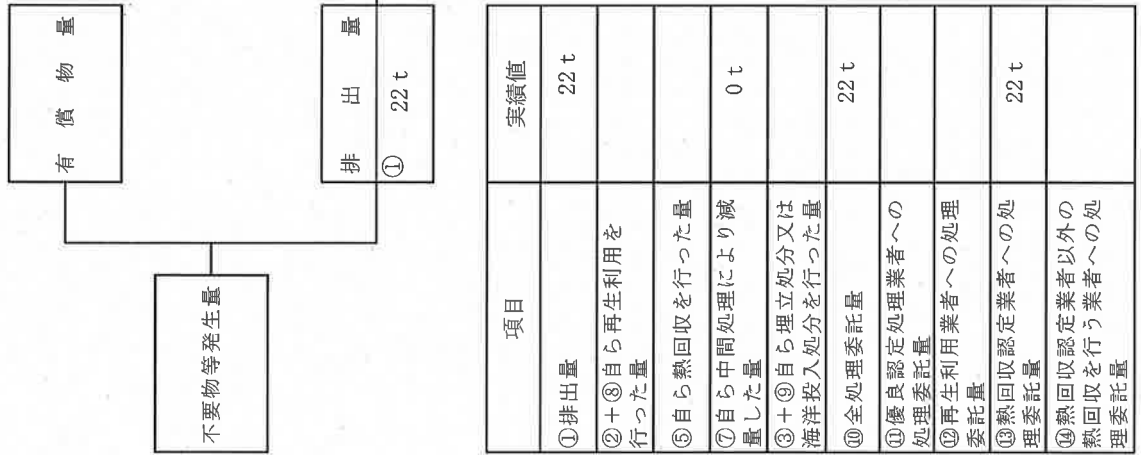 不要物等発生量
有償物量
排出量
① 22 t
項目 実績値
①排出量 22 t
②+⑧自ら再生利用を
行った量
⑤自ら熱回収を行った量
⑦自ら中間処理により減
量した量 0 t
③+⑨自ら埋立処分又は
海洋投入処分を行った量
⑩全処理委託量 22 t
⑪優良認定処理業者への
処理委託量
⑫再生利用業者への処理
委託量
⑬熱回収認定業者への処
理委託量 22 t
⑭熱回収認定業者以外の
熱回収を行う業者への処
理委託量